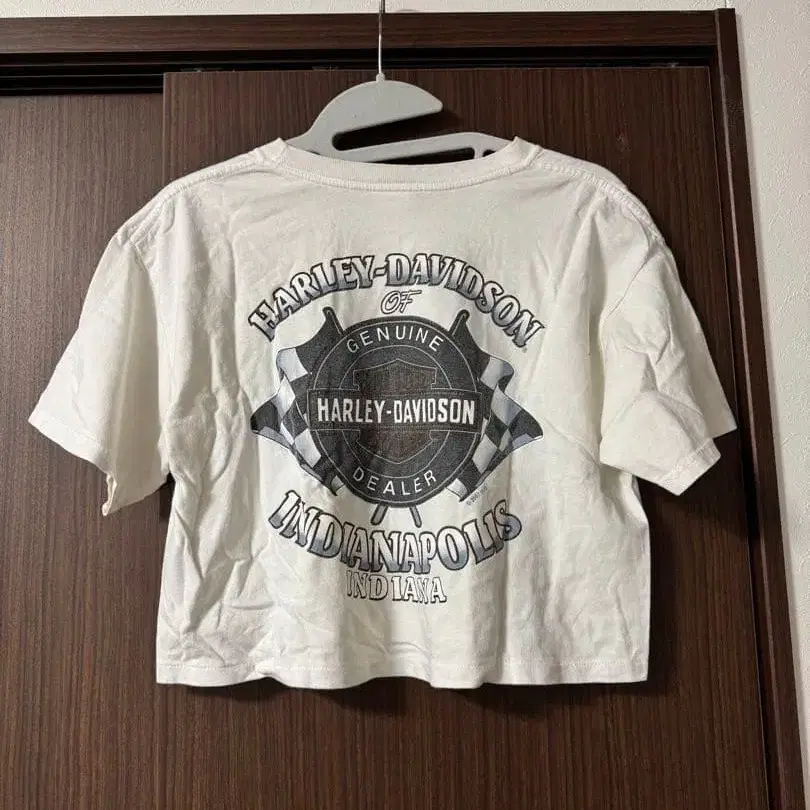 HARLEY-DAVIDSON
OF
GENUINE
HARLEY-DAVIDSON
DEALER
INDIANAPOLIS
INDIANA